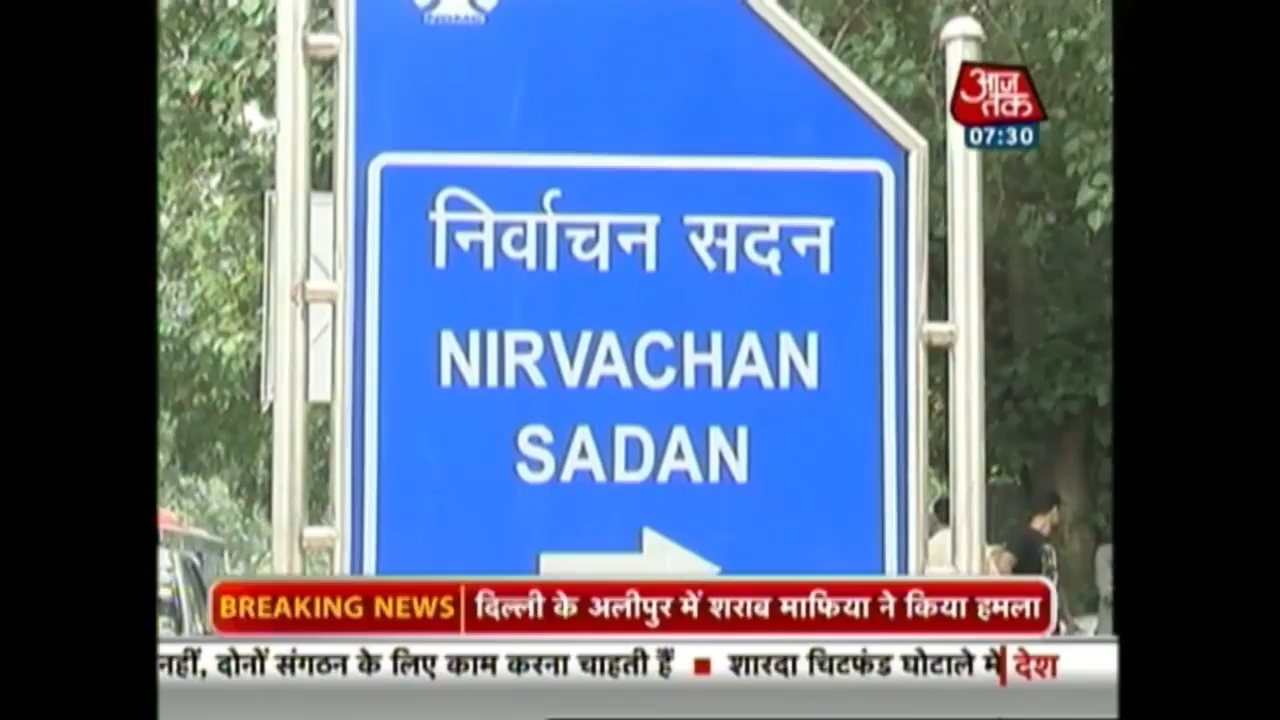 आज
तक
07:30
निर्वाचन सदन
NIRVACHAN
SADAN
BREAKING NEWS दिल्ली के अलीपुर में शराब माफिया ने किया हमला
नहीं, दोनों संगठन के लिए काम करना चाहती हैं ■ शारदा चिटफंड घोटाले में देश